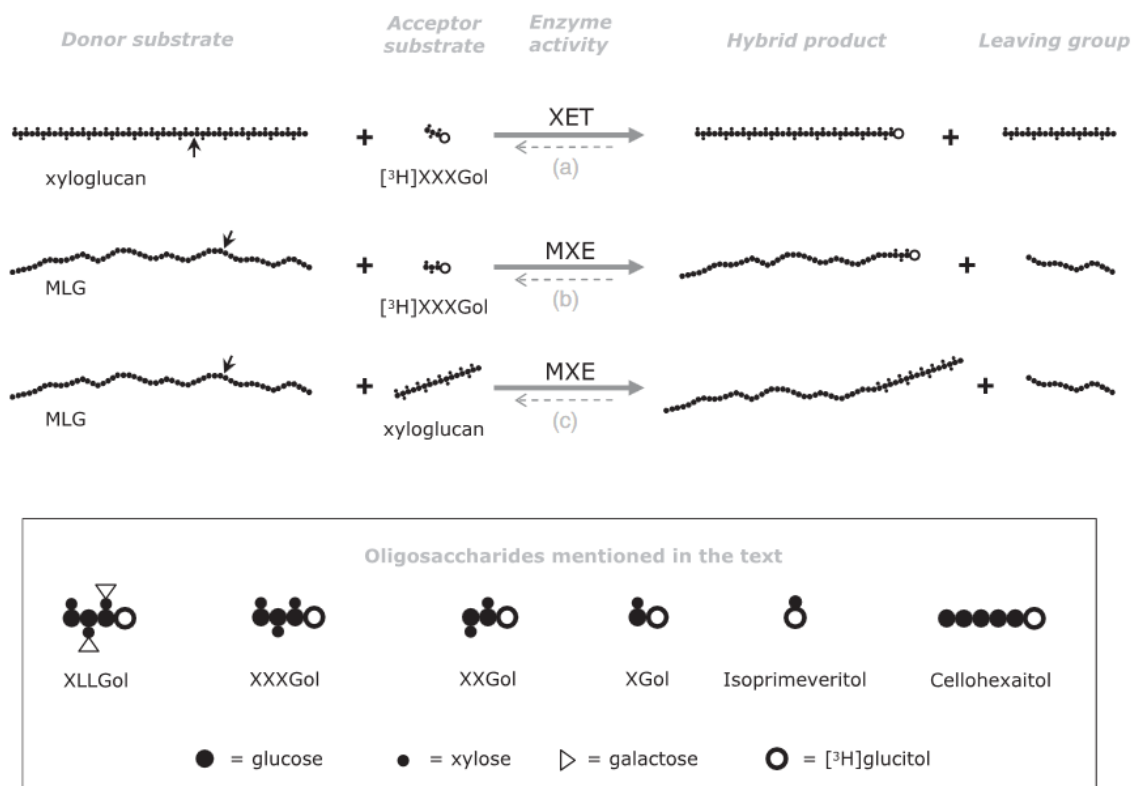 Donor substrate
Acceptor substrate
Enzyme activity
Hybrid product
Leaving group
xyloglucan
+
[³H]XXXGol
XET
(a)
+
MLG
+
[³H]XXXGol
MXE
(b)
+
MLG
+
xyloglucan
MXE
(c)
+
Oligosaccharides mentioned in the text
XLLGol
XXXGol
XXGol
XGol
Isoprimeveritol
Cellohexaitol
= glucose
= xylose
= galactose
= [³H]glucitol